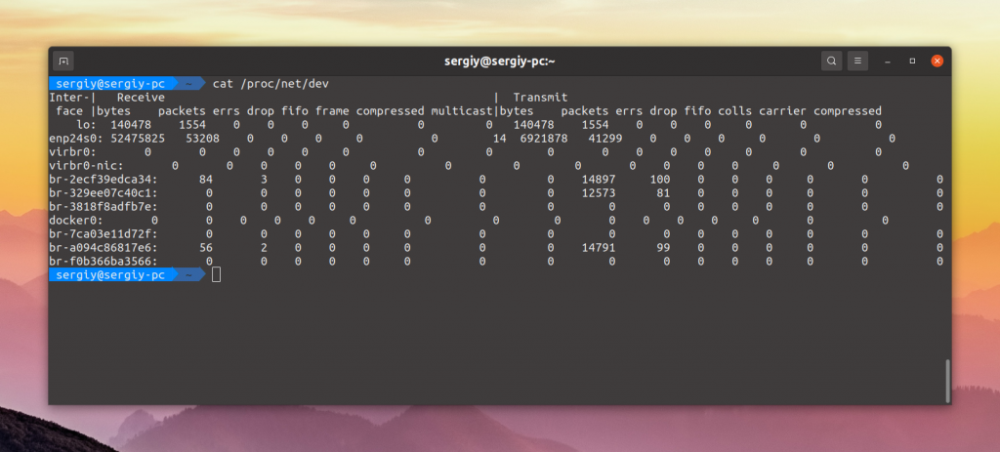 sergiy@sergiy-pc:~
sergiy@sergiy-pc ~ cat /proc/net/dev
Inter-|   Receive                                                |  Transmit
 face |bytes    packets errs drop fifo frame compressed multicast|bytes    packets errs drop fifo colls carrier compressed
    lo:  140478    1554    0    0    0     0          0         0   140478    1554    0    0    0     0       0          0
enp24s0: 52475825   53208    0    0    0     0          0        14  6921878   41299    0    0    0     0       0          0
virbr0:       0       0    0    0    0     0          0         0        0       0    0    0    0     0       0          0
virbr0-nic:       0       0    0    0    0     0          0         0        0       0    0    0    0     0       0          0
br-2ecf39edca34:      84       3    0    0    0     0          0         0    14897     100    0    0    0     0       0          0
br-329ee07c40c1:       0       0    0    0    0     0          0         0    12573      81    0    0    0     0       0          0
br-3818f8adfb7e:       0       0    0    0    0     0          0         0        0       0    0    0    0     0       0          0
docker0:       0       0    0    0    0     0          0         0        0       0    0    0    0     0       0          0
br-7ca03e11d72f:       0       0    0    0    0     0          0         0        0       0    0    0    0     0       0          0
br-a094c86817e6:      56       2    0    0    0     0          0         0    14791      99    0    0    0     0       0          0
br-f0b366ba3566:       0       0    0    0    0     0          0         0        0       0    0    0    0     0       0          0
sergiy@sergiy-pc ~